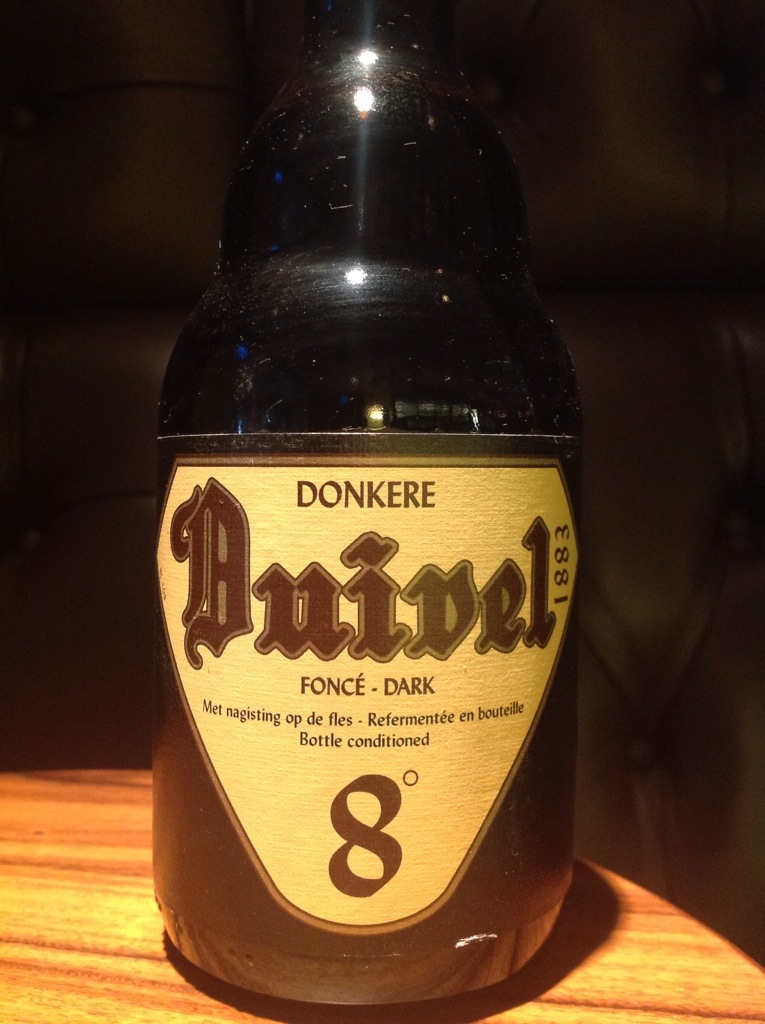 DONKERE
Duivel
1883
FONCÉ - DARK
Met nagisting op de fles - Refermentée en bouteille
Bottle conditioned
8°